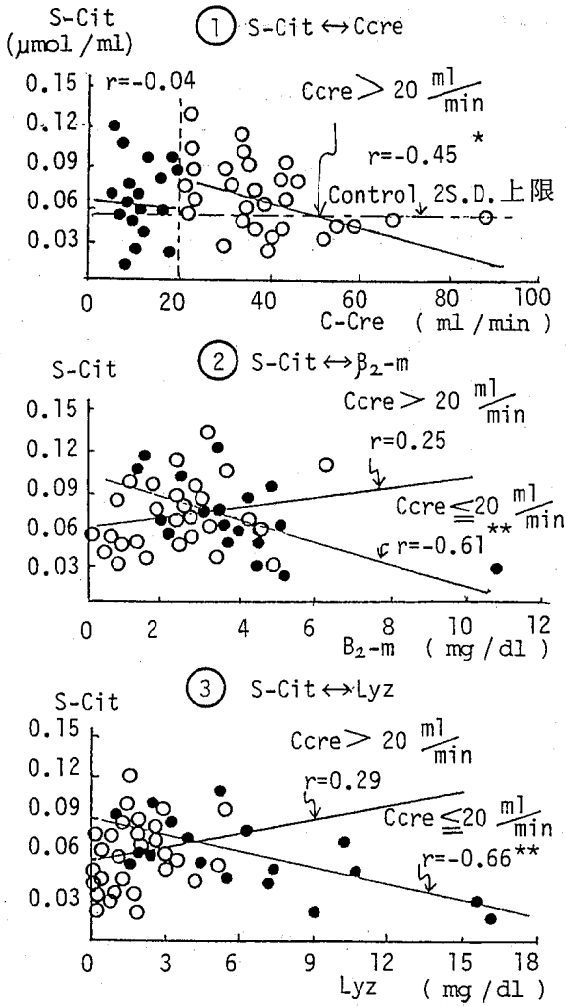 S-Cit
(μmol/ml)
① S-Cit↔Ccre
0.15
r=-0.04
Ccre > 20 ml/min
0.12
r=-0.45 *
0.09
0.06
Control 2S.D.上限
0.03
0 20 40 60 80 100
C-Cre (ml/min)
② S-Cit↔β₂-m
S-Cit
Ccre > 20 ml/min
0.15
r=0.25
0.12
0.09
Ccre ≦ 20 ml/min
0.06
r=-0.61 **
0.03
0 2 4 6 8 10 12
B₂-m (mg/dl)
③ S-Cit↔Lyz
S-Cit
0.15
Ccre > 20 ml/min
0.12
r=0.29
0.09
Ccre ≦ 20 ml/min
0.06
r=-0.66 **
0.03
0 3 6 9 12 15 18
Lyz (mg/dl)